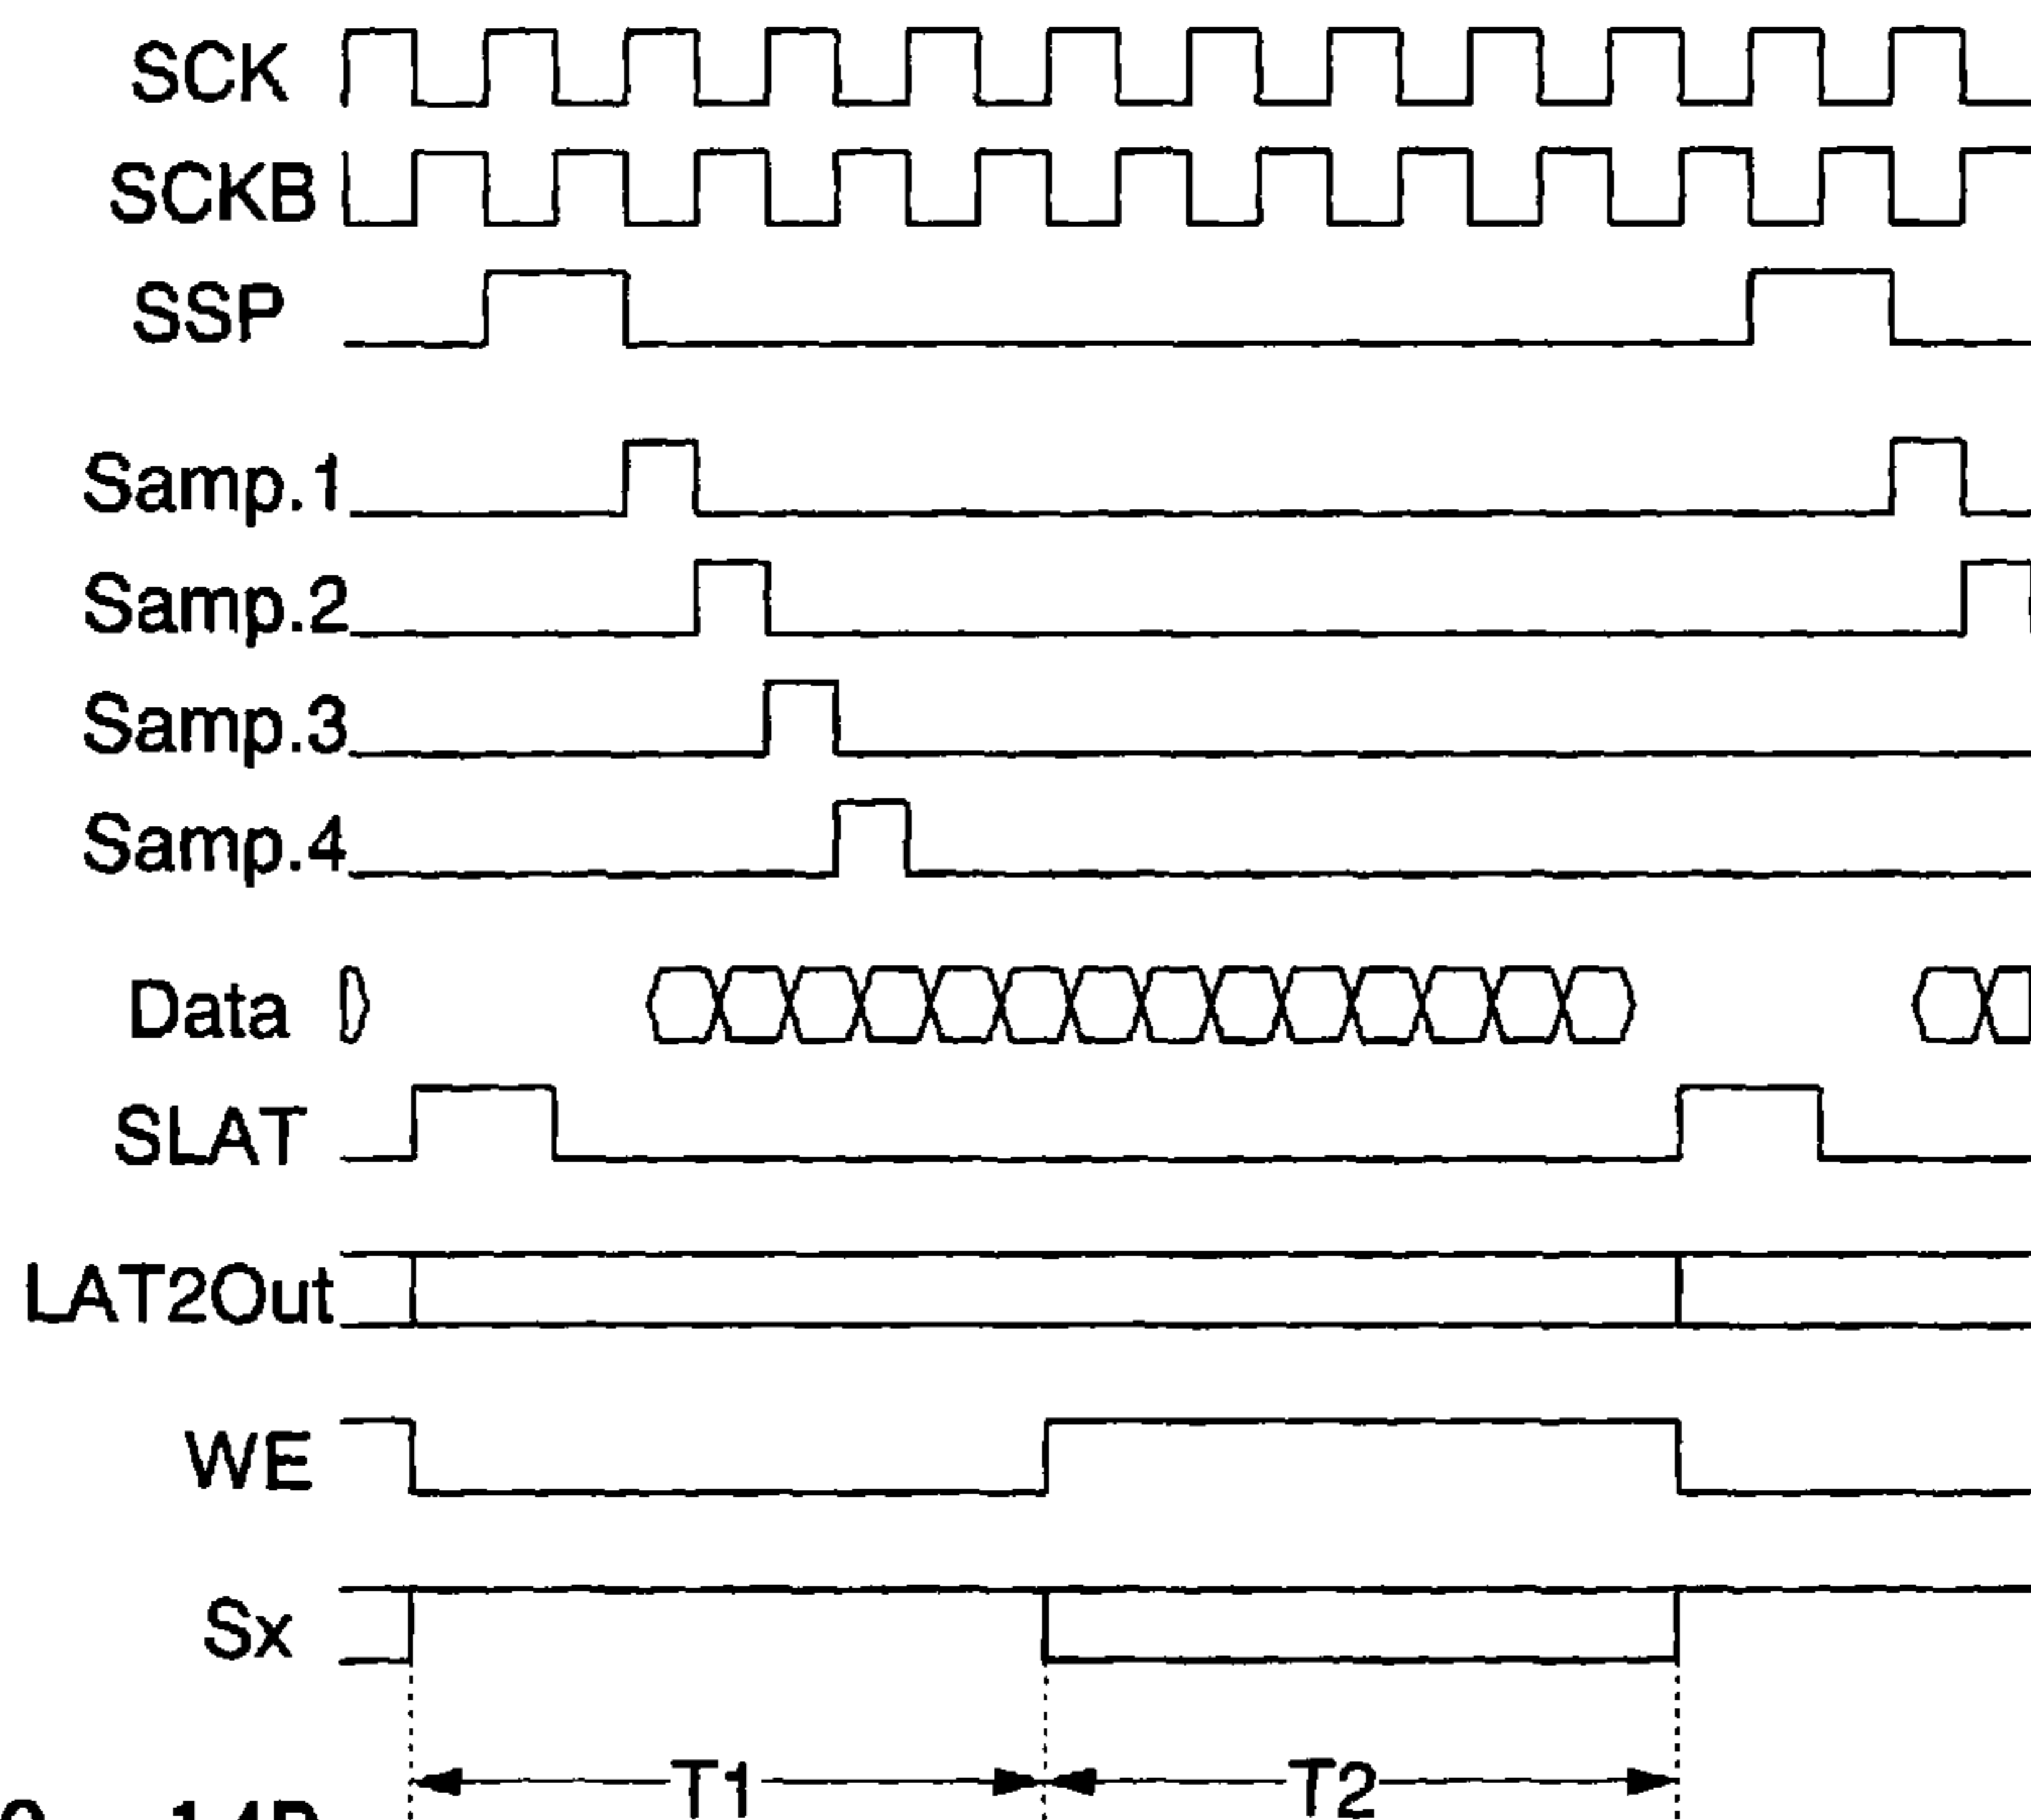 SCK
SCKB
SSP
Samp.1
Samp.2
Samp.3
Samp.4
Data
SLAT
LAT2Out
WE
Sx
T1 T2